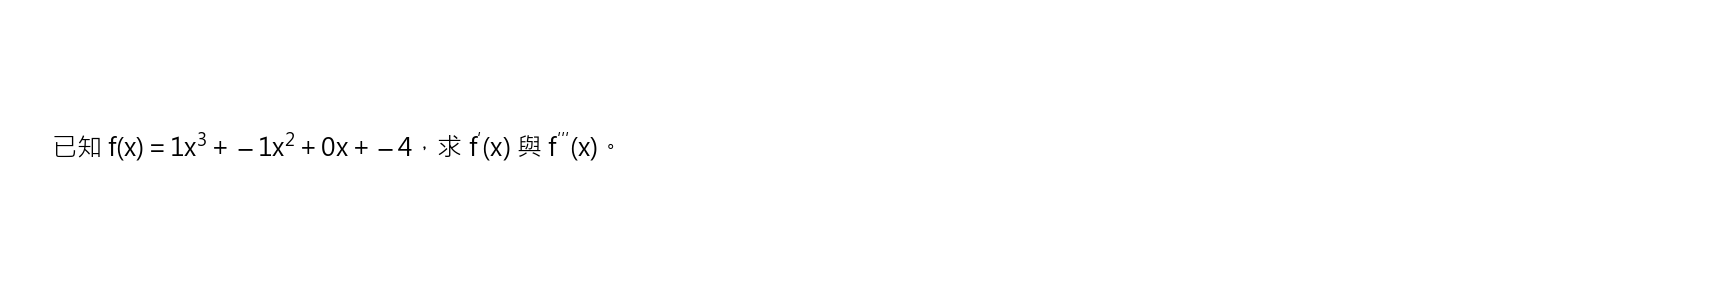 已知 f(x) = 1x³ + −1x² + 0x + −4，求 f′(x) 與 f′′′(x)。